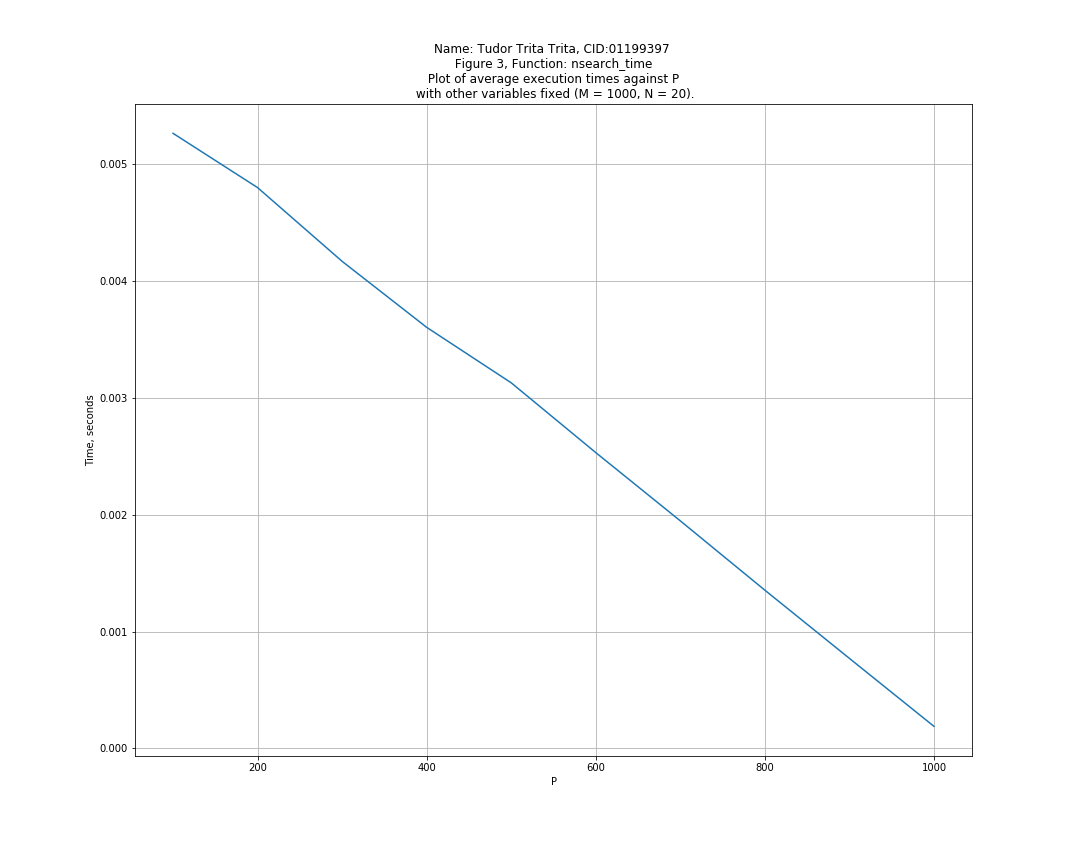 Name: Tudor Trita Trita, CID:01199397
Figure 3, Function: nsearch_time
Plot of average execution times against P
with other variables fixed (M = 1000, N = 20).
0.005
0.004
0.003
0.002
0.001
0.000
Time, seconds
200 400 600 800 1000
P